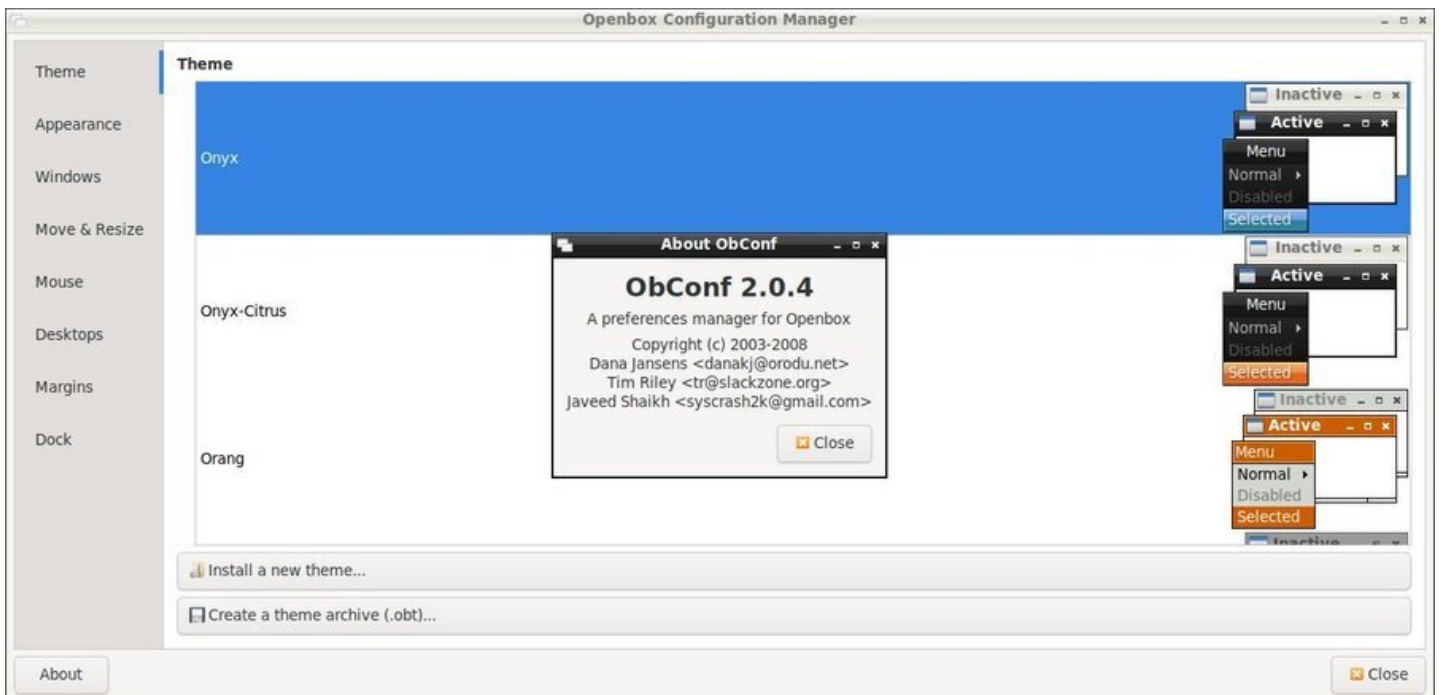 Openbox Configuration Manager
Theme
Appearance
Windows
Move & Resize
Mouse
Desktops
Margins
Dock
Theme
Onyx
Inactive
Active
Menu
Normal
Disabled
Selected
Onyx-Citrus
Inactive
Active
Menu
Normal
Disabled
Selected
Orang
Inactive
Active
Menu
Normal
Disabled
Selected
Inactive
About ObConf
ObConf 2.0.4
A preferences manager for Openbox
Copyright (c) 2003-2008
Dana Jansens <danakj@orodu.net>
Tim Riley <tr@slackzone.org>
Javeed Shaikh <syscrash2k@gmail.com>
Close
Install a new theme...
Create a theme archive (.obt)...
About
Close